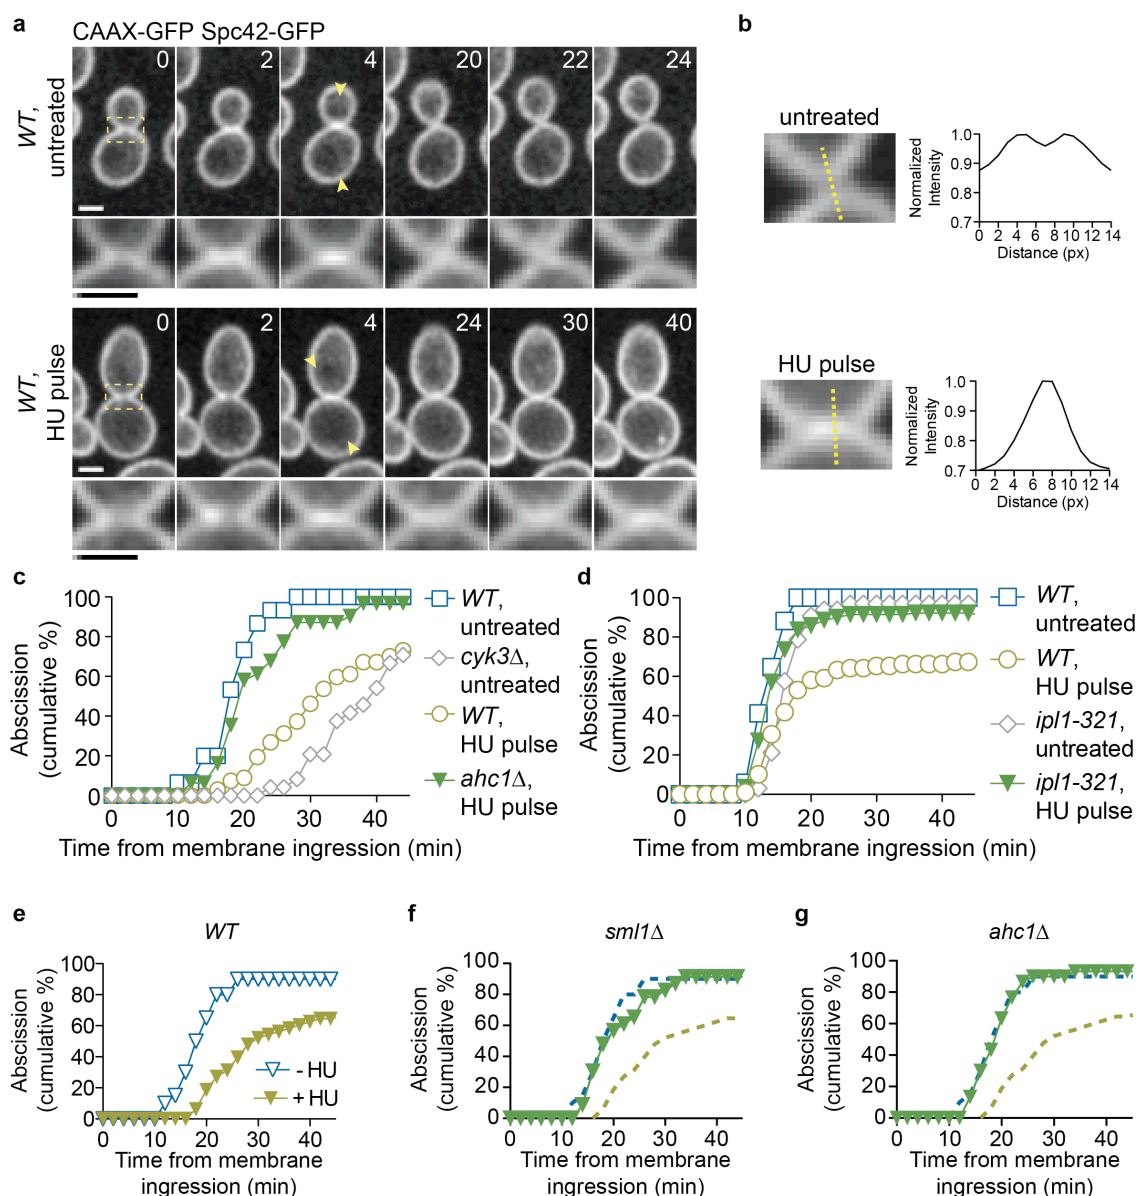 a
CAAX-GFP Spc42-GFP
WT,
untreated
0 2 4 20 22 24
WT,
HU pulse
0 2 4 24 30 40
b
untreated
Normalized
Intensity
1.0
0.9
0.8
0.7
0 2 4 6 8 10 14
Distance (px)
HU pulse
Normalized
Intensity
1.0
0.9
0.8
0.7
0 2 4 6 8 10 14
Distance (px)
c
Abscission
(cumulative %)
100
80
60
40
20
0
0 10 20 30 40
Time from membrane ingression (min)
WT,
untreated
cyk3Δ,
untreated
WT,
HU pulse
ahc1Δ,
HU pulse
d
Abscission
(cumulative %)
100
80
60
40
20
0
0 10 20 30 40
Time from membrane ingression (min)
WT,
untreated
WT,
HU pulse
ipl1-321,
untreated
ipl1-321,
HU pulse
e
WT
Abscission
(cumulative %)
100
80
60
40
20
0
- HU
+ HU
0 10 20 30 40
Time from membrane
ingression (min)
f
sml1Δ
Abscission
(cumulative %)
100
80
60
40
20
0
0 10 20 30 40
Time from membrane
ingression (min)
g
ahc1Δ
Abscission
(cumulative %)
100
80
60
40
20
0
0 10 20 30 40
Time from membrane
ingression (min)